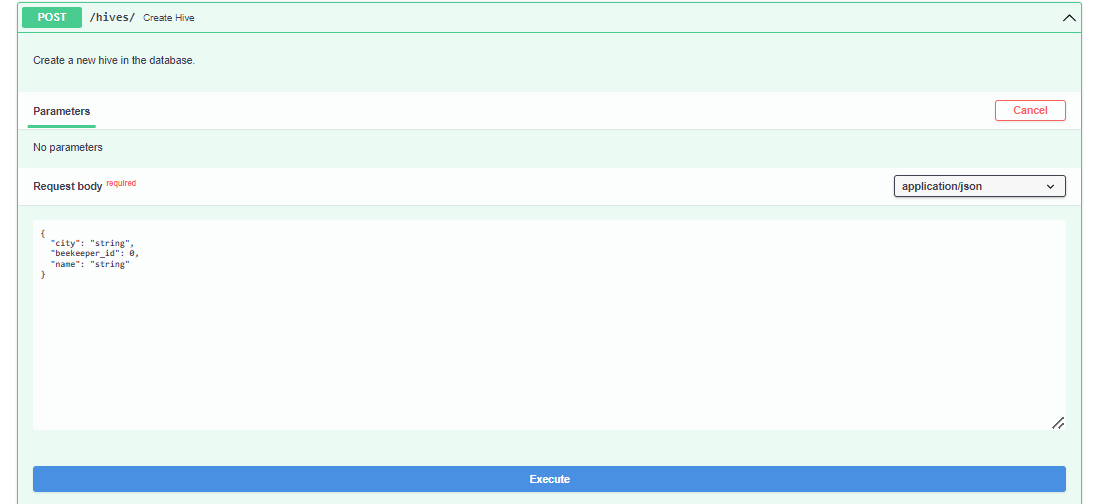 POST /hives/ Create Hive
Create a new hive in the database.
Parameters
Cancel
No parameters
Request body required
application/json
{
  "city": "string",
  "beekeeper_id": 0,
  "name": "string"
}
Execute